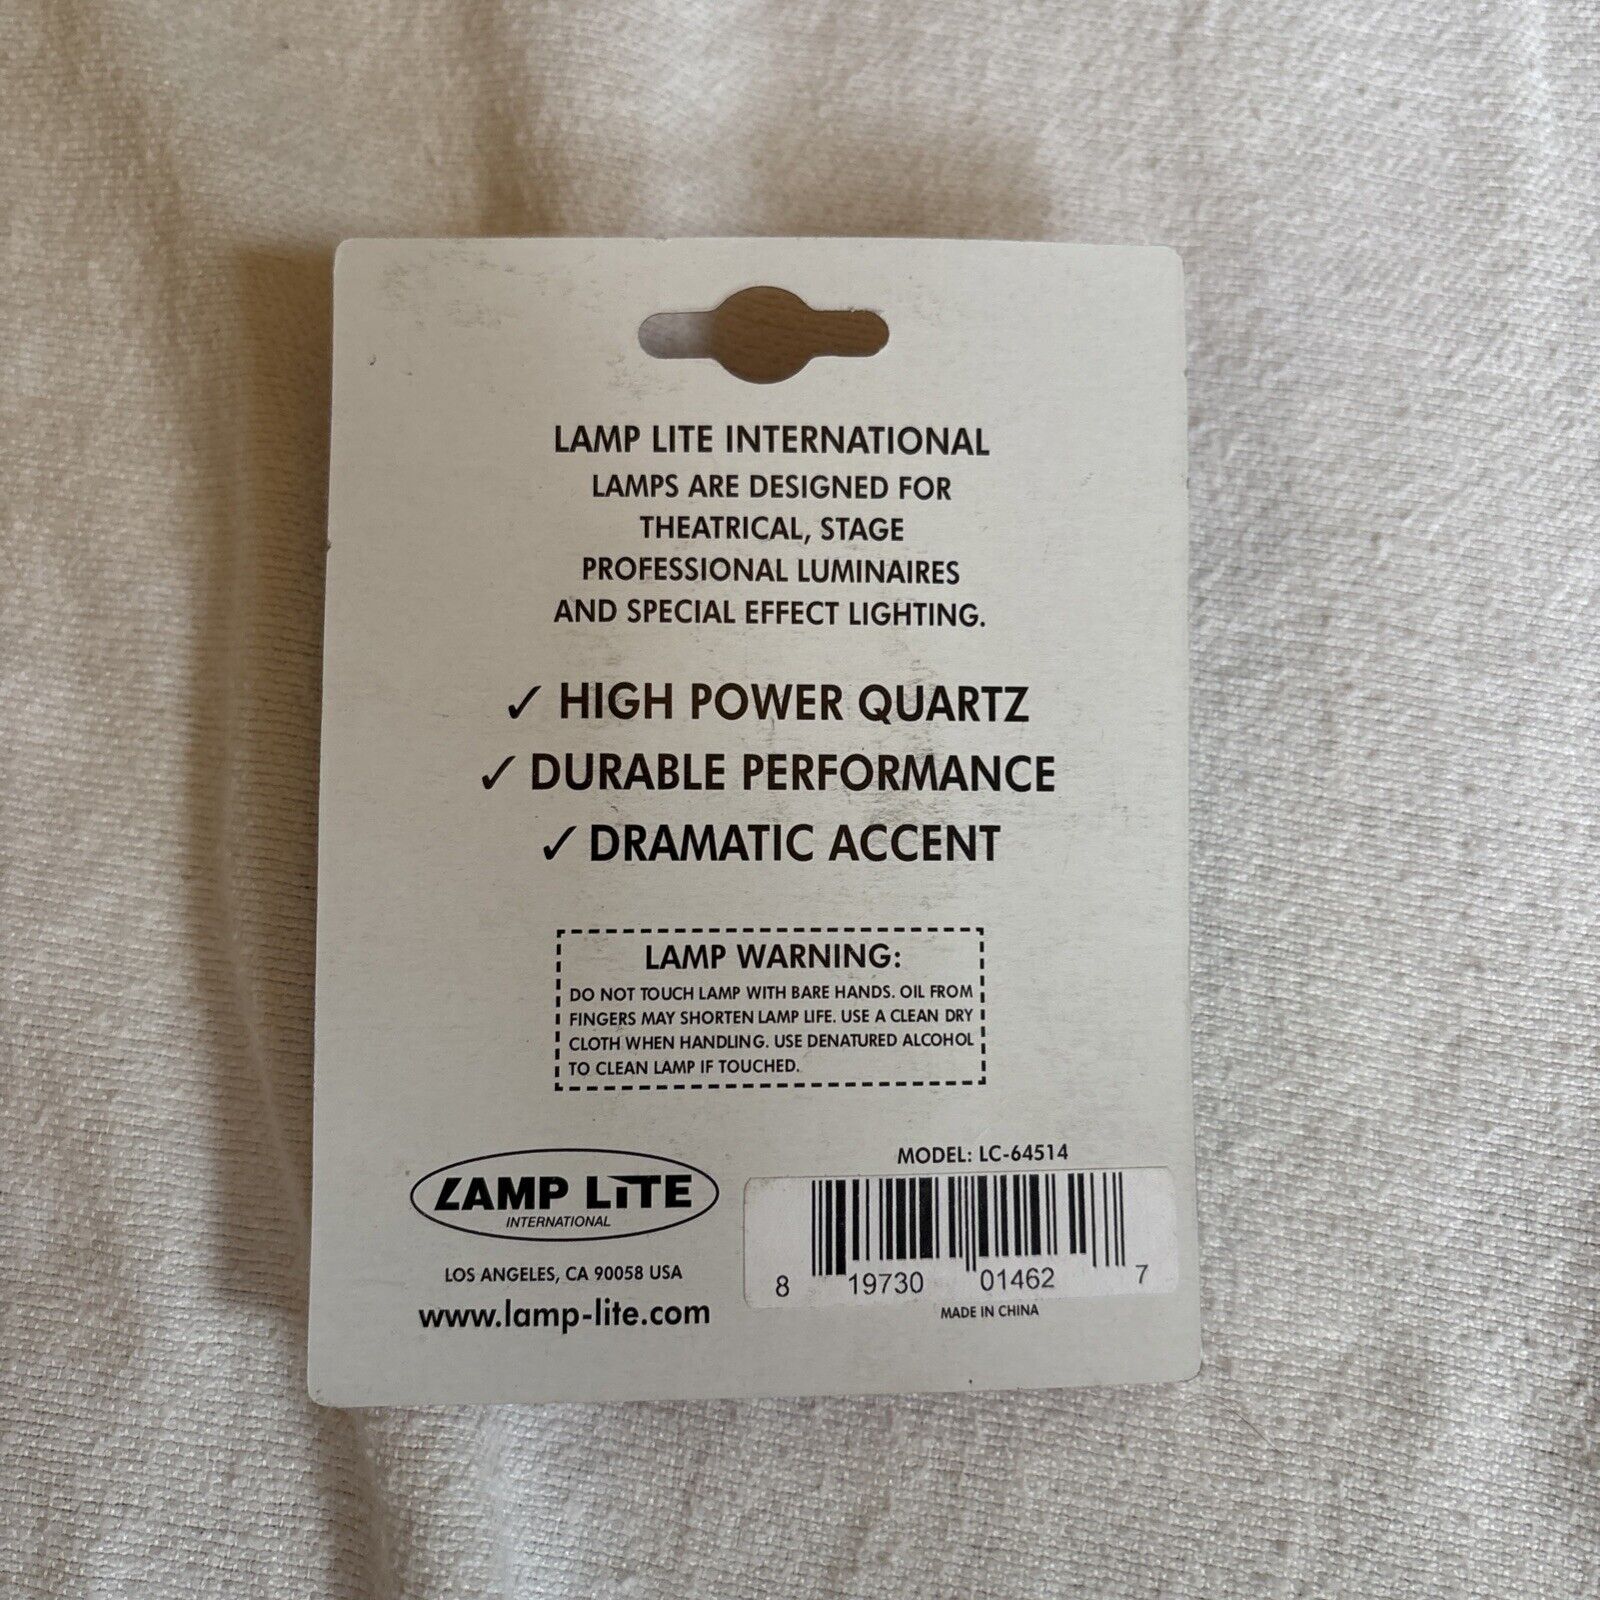 LAMP LITE INTERNATIONAL
LAMPS ARE DESIGNED FOR
THEATRICAL, STAGE
PROFESSIONAL LUMINAIRES
AND SPECIAL EFFECT LIGHTING.
✓ HIGH POWER QUARTZ
✓ DURABLE PERFORMANCE
✓ DRAMATIC ACCENT
LAMP WARNING:
DO NOT TOUCH LAMP WITH BARE HANDS. OIL FROM
FINGERS MAY SHORTEN LAMP LIFE. USE A CLEAN DRY
CLOTH WHEN HANDLING. USE DENATURED ALCOHOL
TO CLEAN LAMP IF TOUCHED.
LAMP LITE
INTERNATIONAL
LOS ANGELES, CA 90058 USA
www.lamp-lite.com
MODEL: LC-64514
8 19730 01462 7
MADE IN CHINA